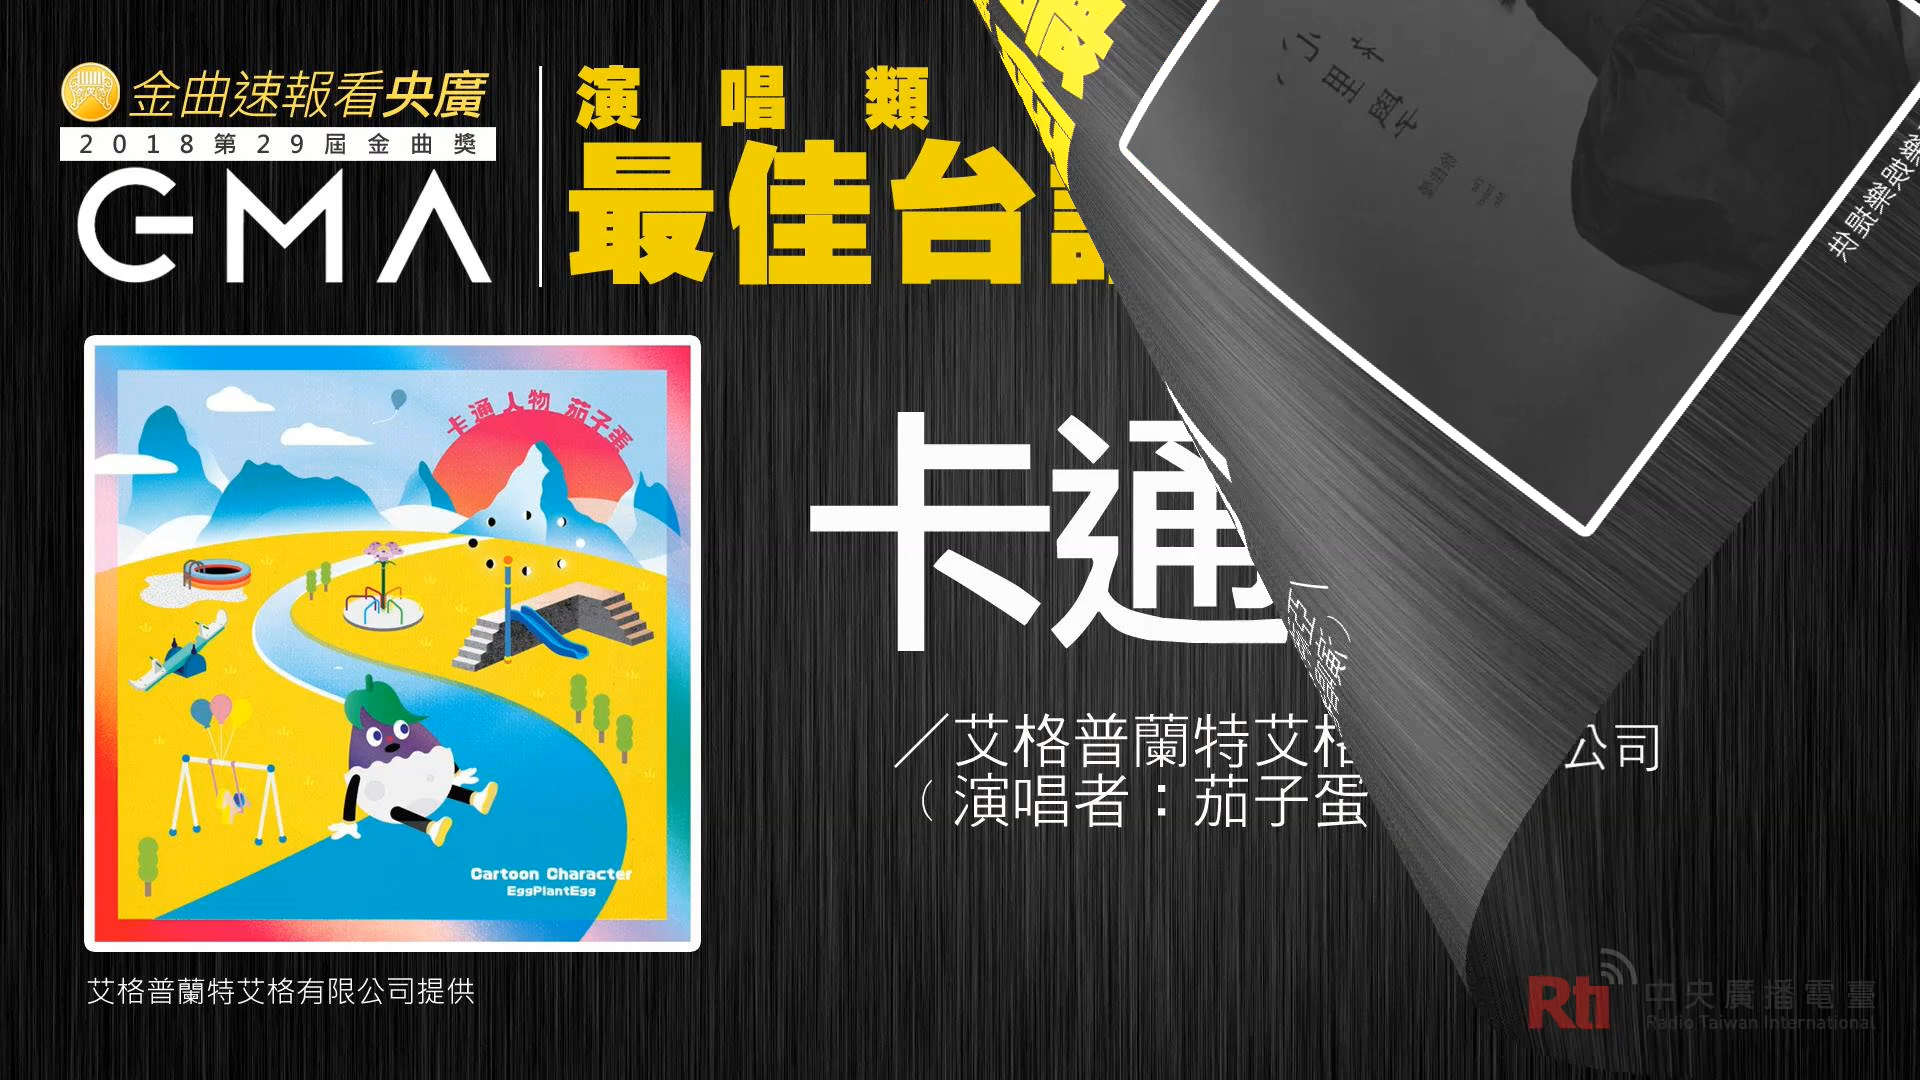 金曲速報看央廣
2018第29屆金曲獎
GMA
演唱類
最佳台
卡通人物 茄子蛋
Cartoon Character
EggPlantEgg
卡通
／艾格普蘭特艾格
公司
（演唱者：茄子蛋
艾格普蘭特艾格有限公司提供
Rti 中央廣播電臺
Radio Taiwan International